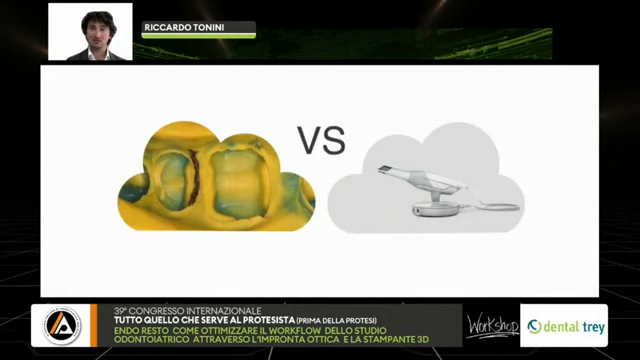 RICCARDO TONINI
VS
39° CONGRESSO INTERNAZIONALE
TUTTO QUELLO CHE SERVE AL PROTESISTA (PRIMA DELLA PROTESI)
ENDO RESTO COME OTTIMIZZARE IL WORKFLOW DELLO STUDIO
ODONTOIATRICO ATTRAVERSO L'IMPRONTA OTTICA E LA STAMPANTE 3D
Workshop
dental trey